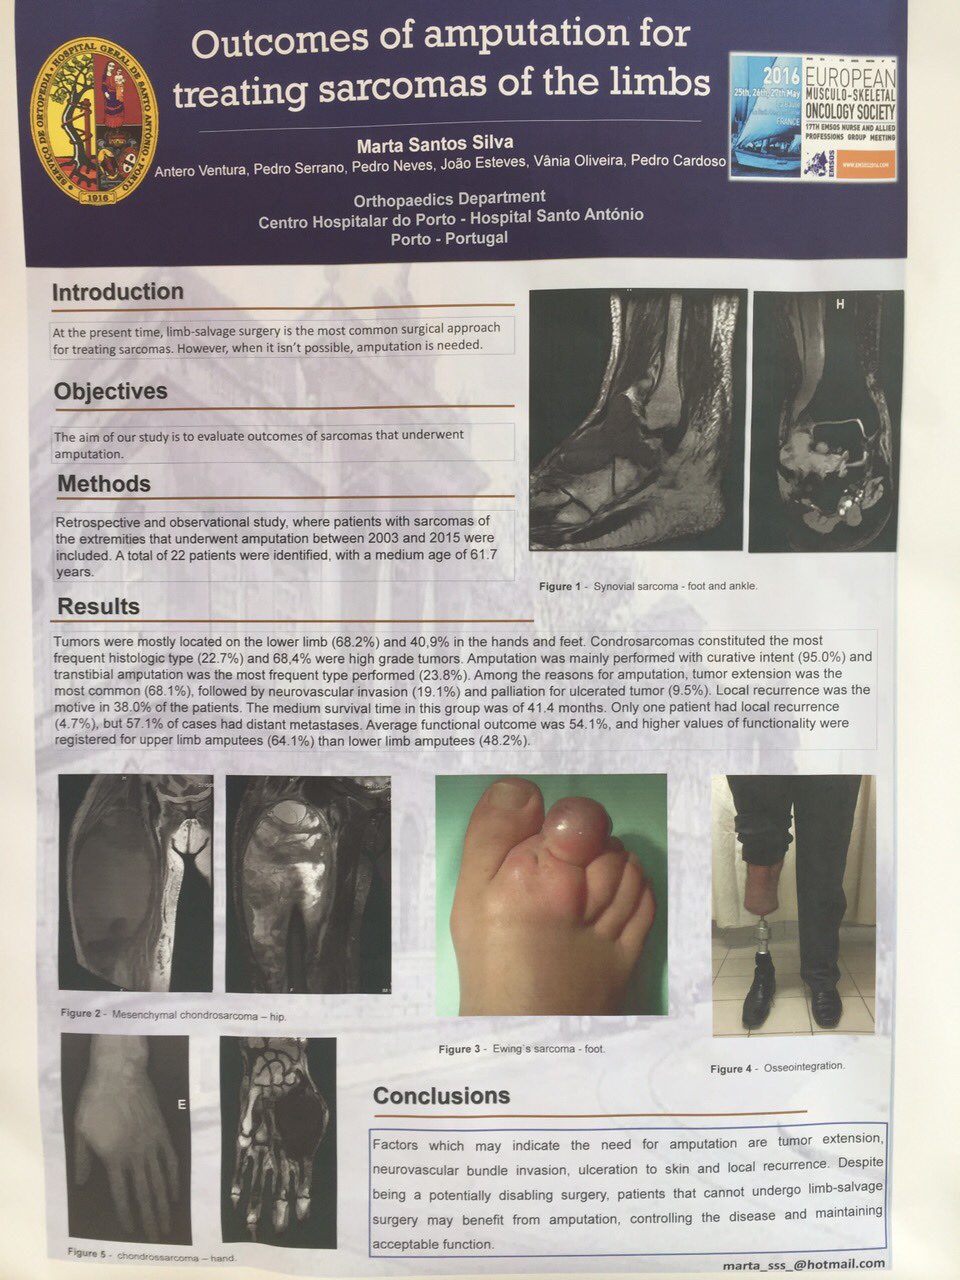 Outcomes of amputation for
treating sarcomas of the limbs
SERVIÇO DE ORTOPEDIA • HOSPITAL GERAL DE SANTO ANTÓNIO • PORTO
1916
2016
25th, 26th, 27th May
FRANCE
EUROPEAN
MUSCULO-SKELETAL
ONCOLOGY SOCIETY
17TH EMSOS NURSE AND ALLIED
PROFESSIONS GROUP MEETING
EMSOS
WWW.EMSOS2016.COM
Marta Santos Silva
Antero Ventura, Pedro Serrano, Pedro Neves, João Esteves, Vânia Oliveira, Pedro Cardoso
Orthopaedics Department
Centro Hospitalar do Porto - Hospital Santo António
Porto - Portugal
Introduction
At the present time, limb-salvage surgery is the most common surgical approach
for treating sarcomas. However, when it isn't possible, amputation is needed.
Objectives
The aim of our study is to evaluate outcomes of sarcomas that underwent
amputation.
Methods
Retrospective and observational study, where patients with sarcomas of
the extremities that underwent amputation between 2003 and 2015 were
included. A total of 22 patients were identified, with a medium age of 61.7
years.
H
Figure 1 - Synovial sarcoma - foot and ankle.
Results
Tumors were mostly located on the lower limb (68.2%) and 40,9% in the hands and feet. Condrosarcomas constituted the most
frequent histologic type (22.7%) and 68,4% were high grade tumors. Amputation was mainly performed with curative intent (95.0%) and
transtibial amputation was the most frequent type performed (23.8%). Among the reasons for amputation, tumor extension was the
most common (68.1%), followed by neurovascular invasion (19.1%) and palliation for ulcerated tumor (9.5%). Local recurrence was the
motive in 38.0% of the patients. The medium survival time in this group was of 41.4 months. Only one patient had local recurrence
(4.7%), but 57.1% of cases had distant metastases. Average functional outcome was 54.1%, and higher values of functionality were
registered for upper limb amputees (64.1%) than lower limb amputees (48.2%).
Figure 2 - Mesenchymal chondrosarcoma – hip.
Figure 3 - Ewing`s sarcoma - foot.
Figure 4 - Osseointegration.
E
Figure 5 - chondrossarcoma – hand.
Conclusions
Factors which may indicate the need for amputation are tumor extension,
neurovascular bundle invasion, ulceration to skin and local recurrence. Despite
being a potentially disabling surgery, patients that cannot undergo limb-salvage
surgery may benefit from amputation, controlling the disease and maintaining
acceptable function.
marta_sss_@hotmail.com